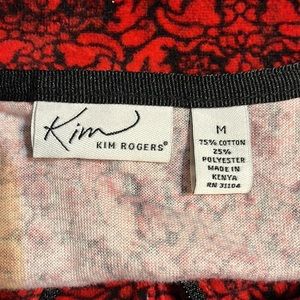 Kim
KIM ROGERS®
M
75% COTTON
25%
POLYESTER
MADE IN
KENYA
RN 31104